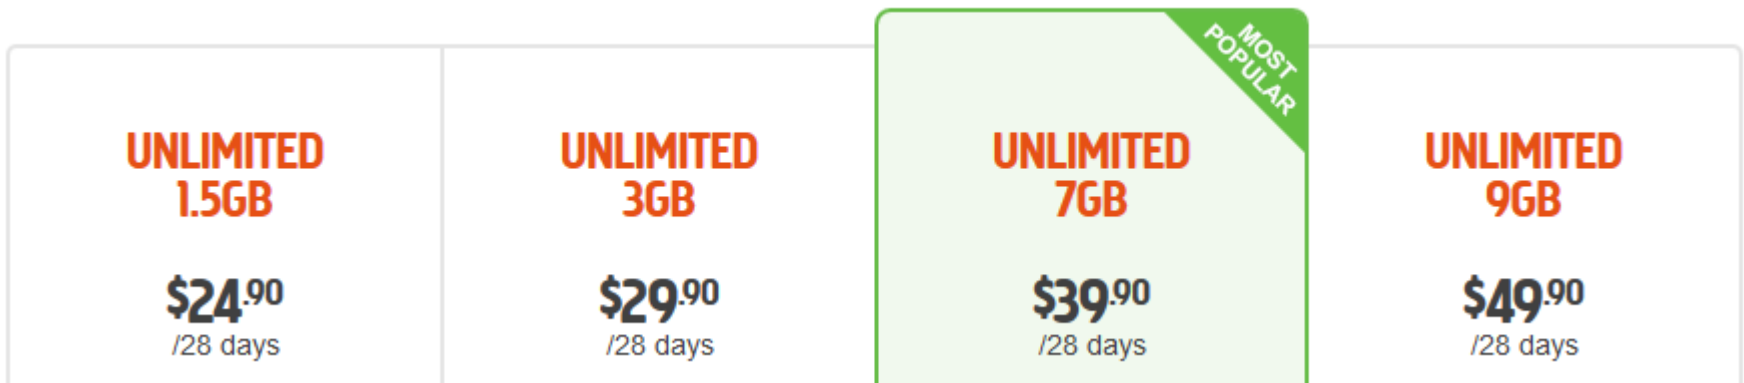 UNLIMITED
1.5GB
$24.90
/28 days
UNLIMITED
3GB
$29.90
/28 days
MOST
POPULAR
UNLIMITED
7GB
$39.90
/28 days
UNLIMITED
9GB
$49.90
/28 days